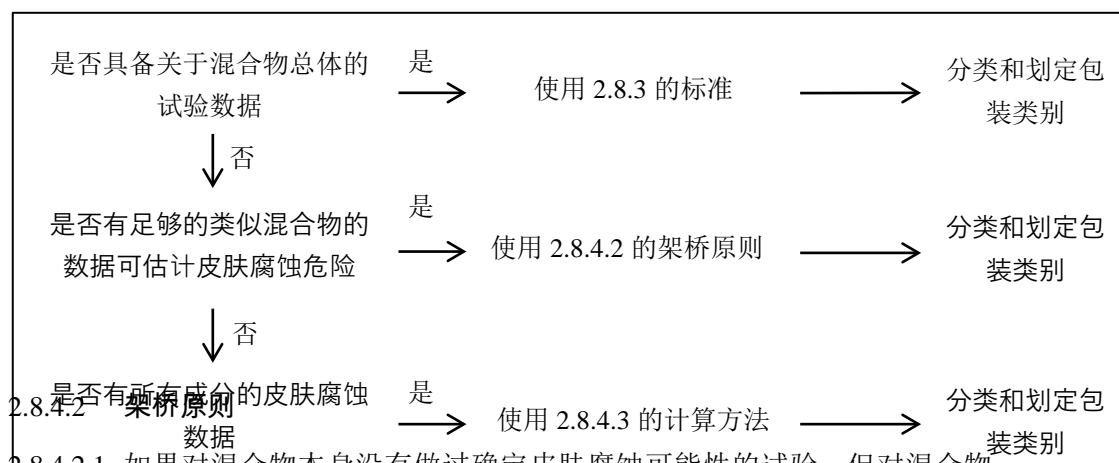 是否具备关于混合物总体的
试验数据
是
使用 2.8.3 的标准
分类和划定包
装类别
否
是否有足够的类似混合物的
数据可估计皮肤腐蚀危险
是
使用 2.8.4.2 的架桥原则
分类和划定包
装类别
否
是否有所有成分的皮肤腐蚀
数据
是
使用 2.8.4.3 的计算方法
分类和划定包
装类别
2.8.4.2 架桥原则
2.8.4.2.1 如果对混合物本身没有做过确定皮肤腐蚀可能性的试验，但对混合物